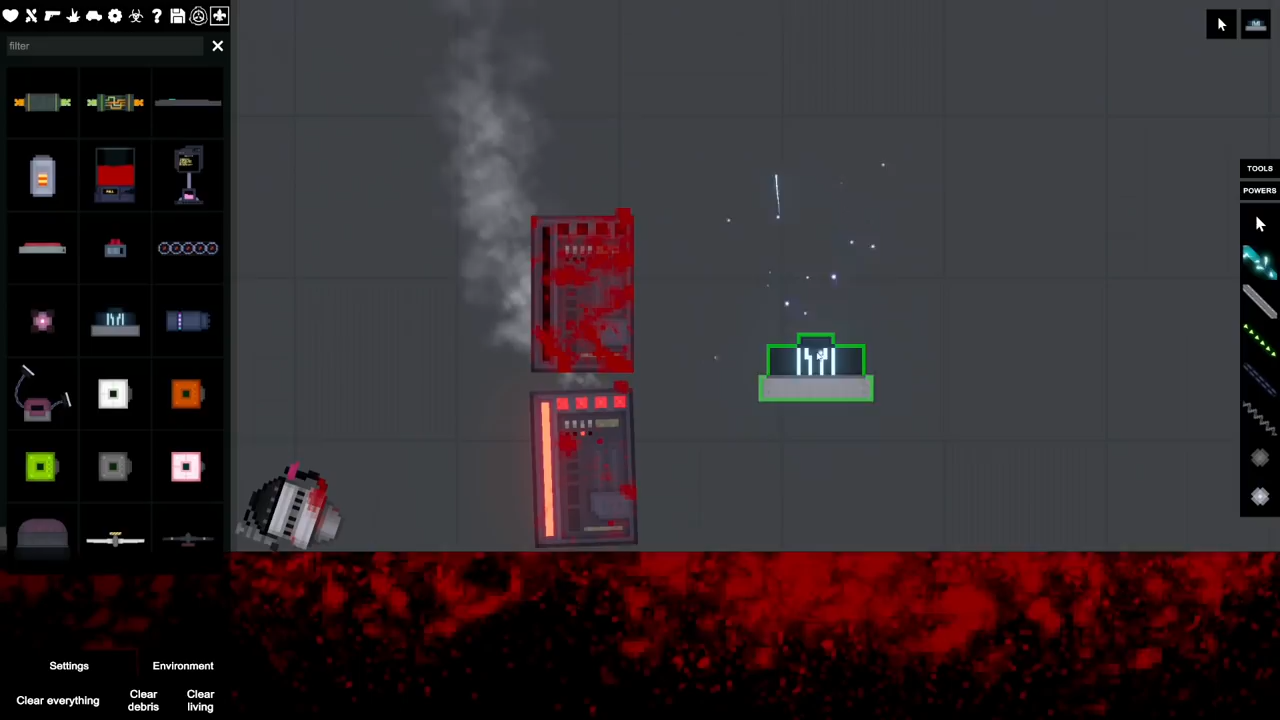 ?
filter
TOOLS
POWERS
Settings
Environment
Clear everything
Clear debris
Clear living